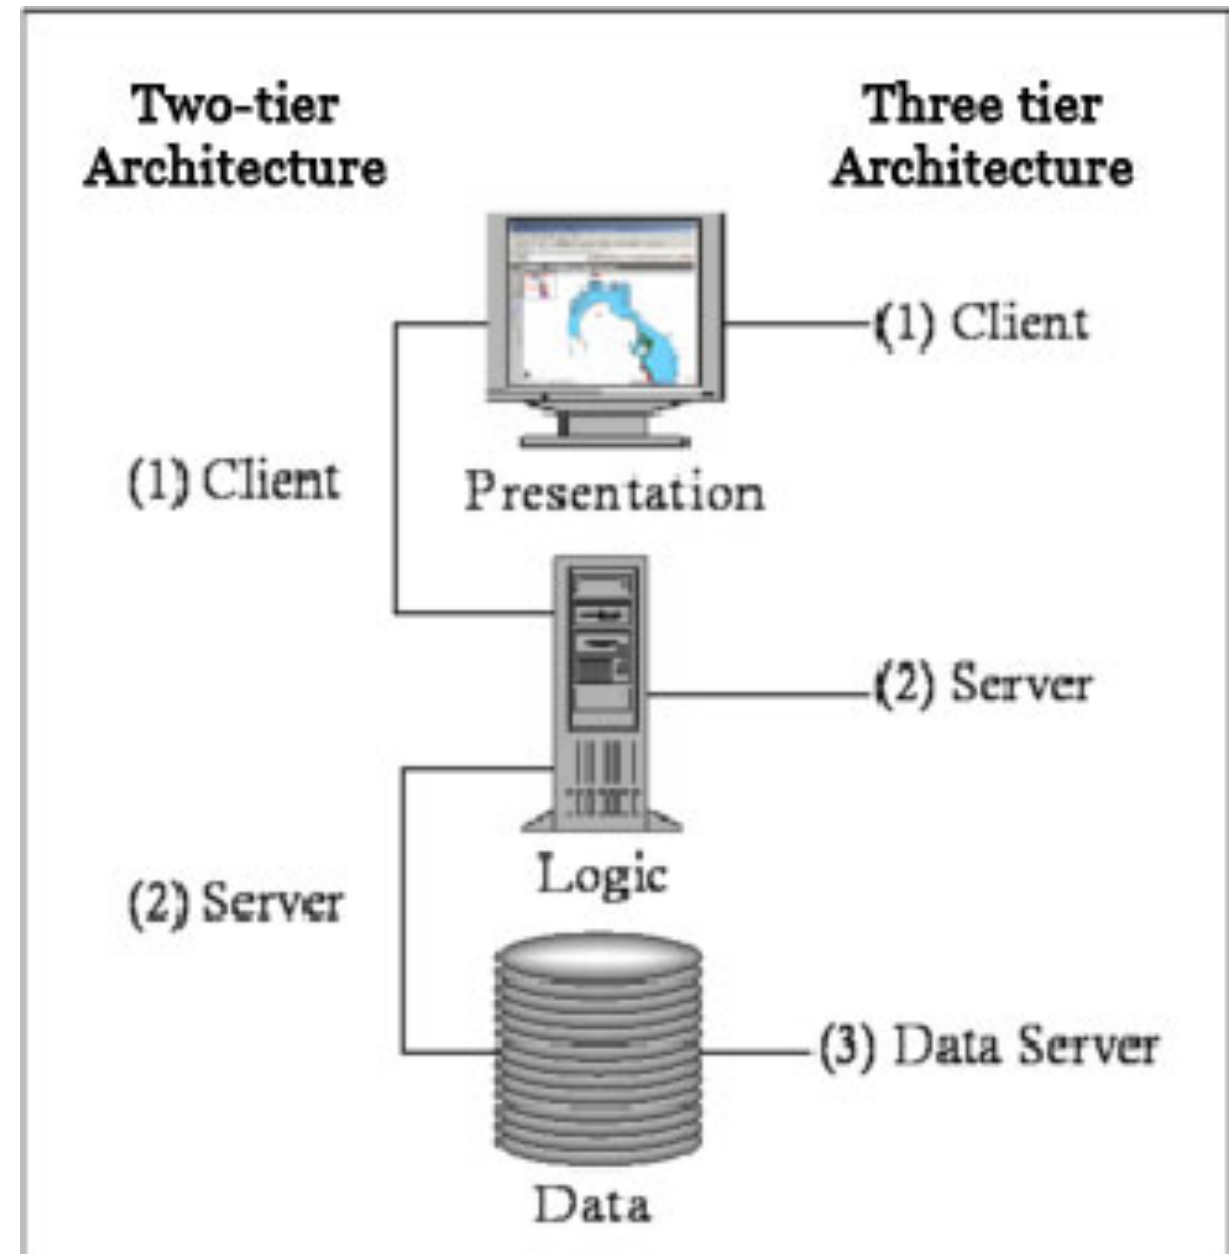 Two-tier
Architecture
Three tier
Architecture
(1) Client
(1) Client
Presentation
(2) Server
Logic
(2) Server
(3) Data Server
Data